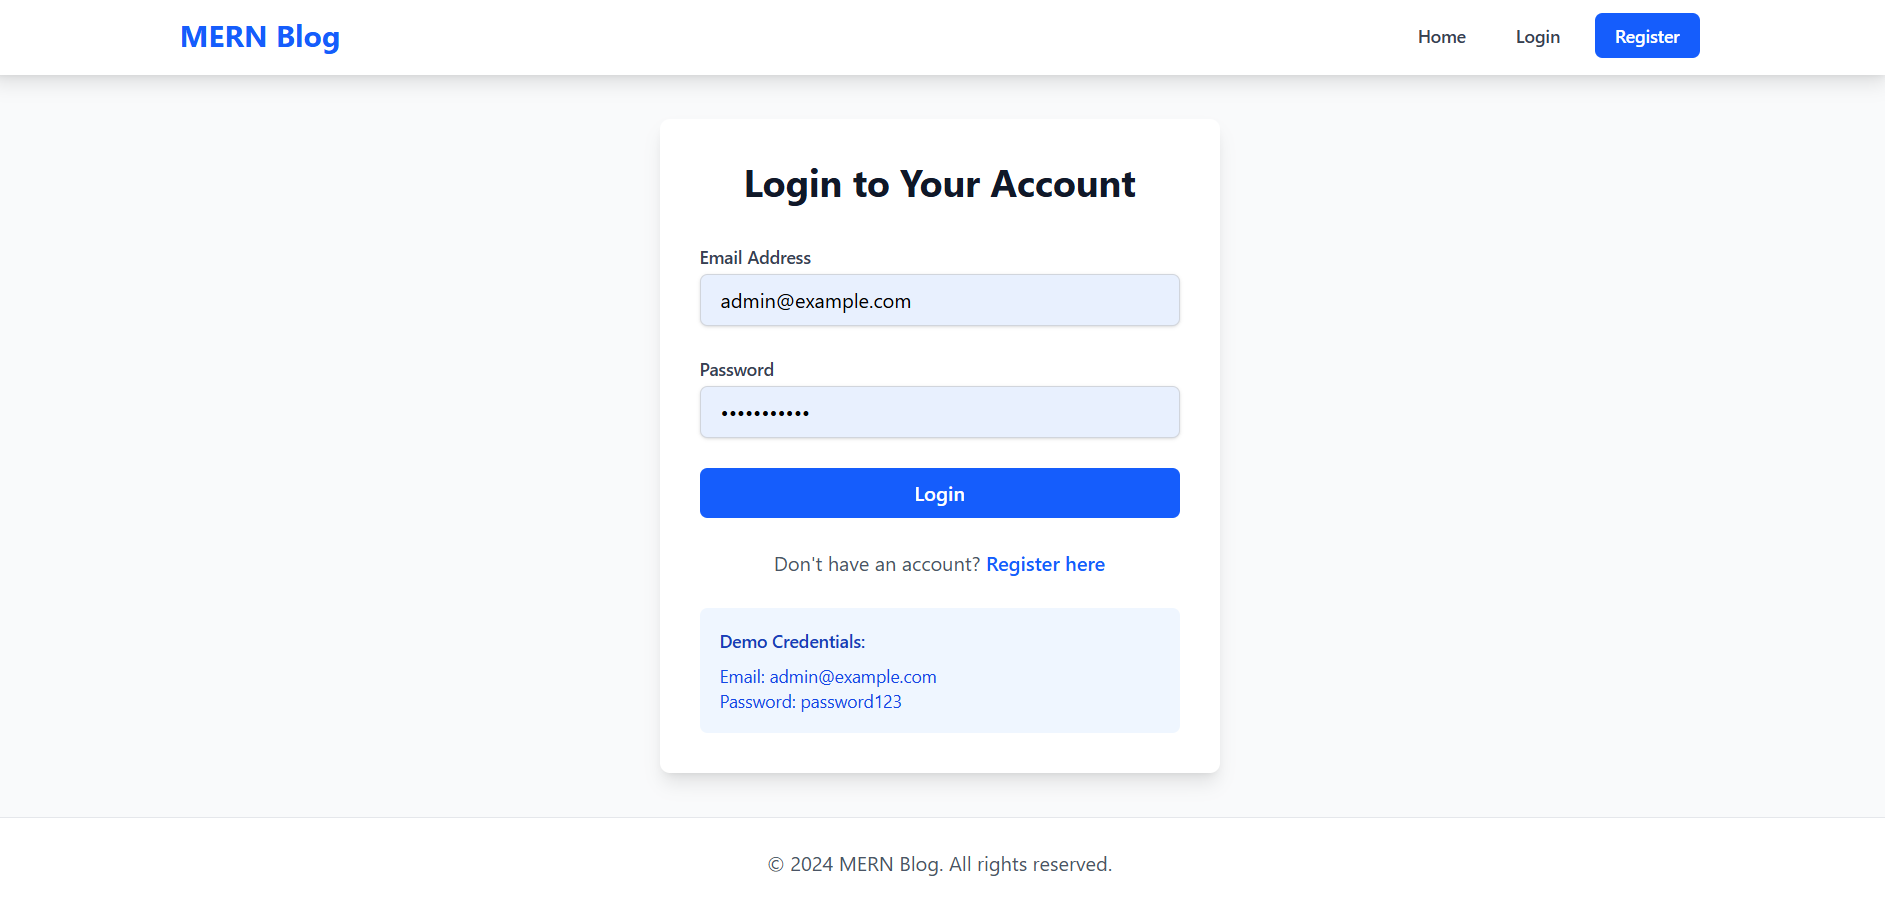 MERN Blog
Home
Login
Register
Login to Your Account
Email Address
admin@example.com
Password
•••••••••••
Login
Don't have an account? Register here
Demo Credentials:
Email: admin@example.com
Password: password123
© 2024 MERN Blog. All rights reserved.